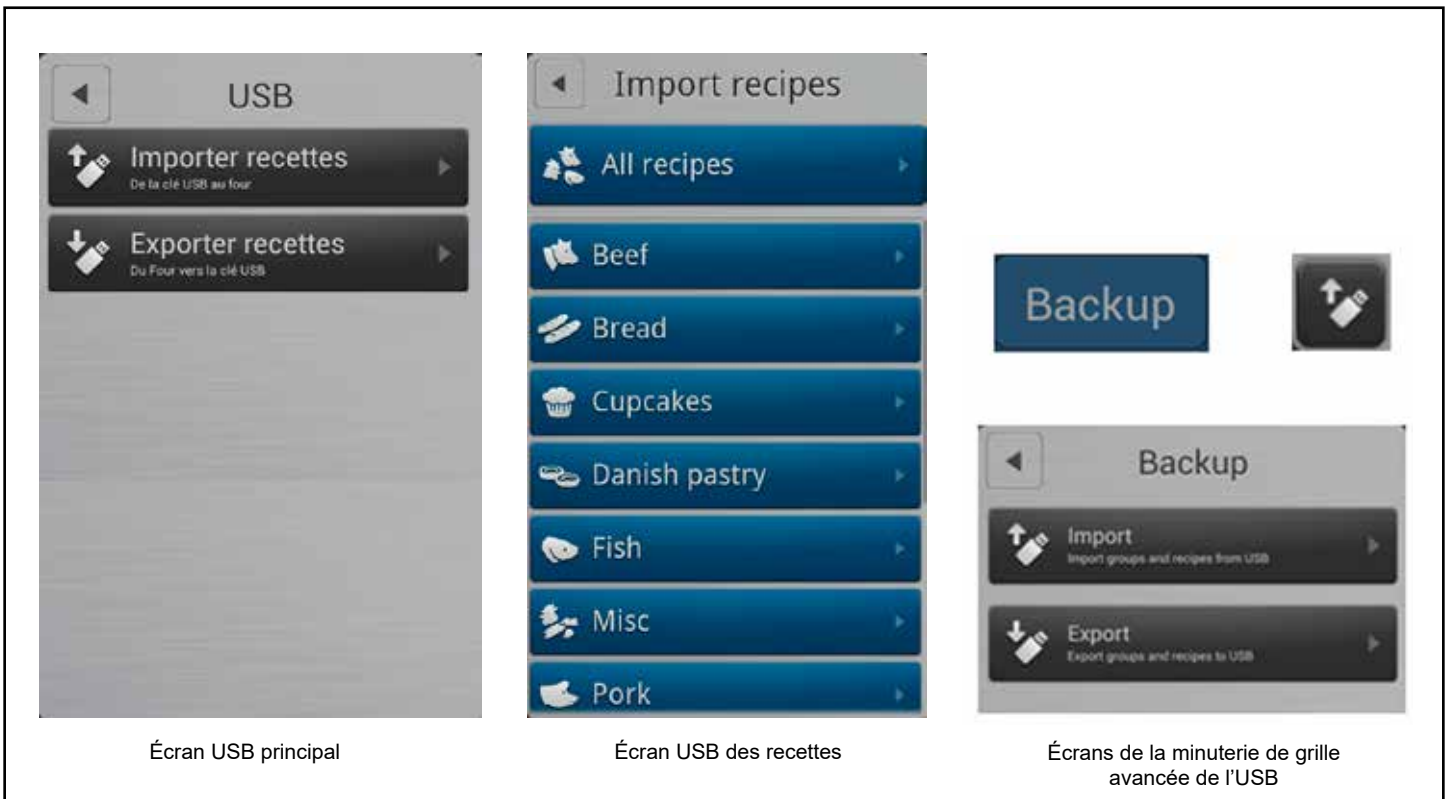 USB
Importer recettes
De la clé USB au four
Exporter recettes
Du Four vers la clé USB
Écran USB principal
Import recipes
All recipes
Beef
Bread
Cupcakes
Danish pastry
Fish
Misc
Pork
Écran USB des recettes
Backup
Backup
Import
Import groups and recipes from USB
Export
Export groups and recipes to USB
Écrans de la minuterie de grille
avancée de l'USB